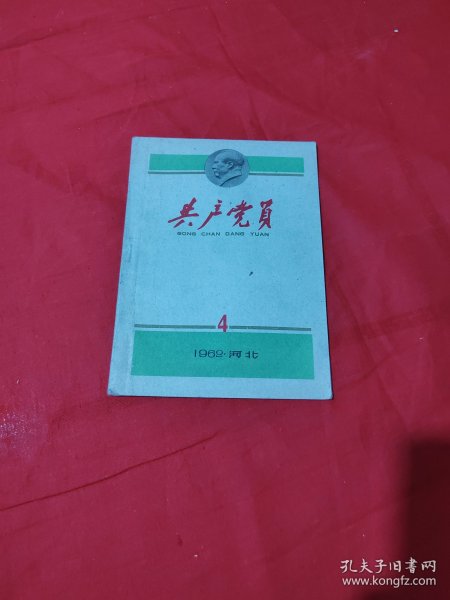 共产党員
GONG CHAN DANG YUAN
4
1962·河北
孔夫子旧书网
www.kongfz.com